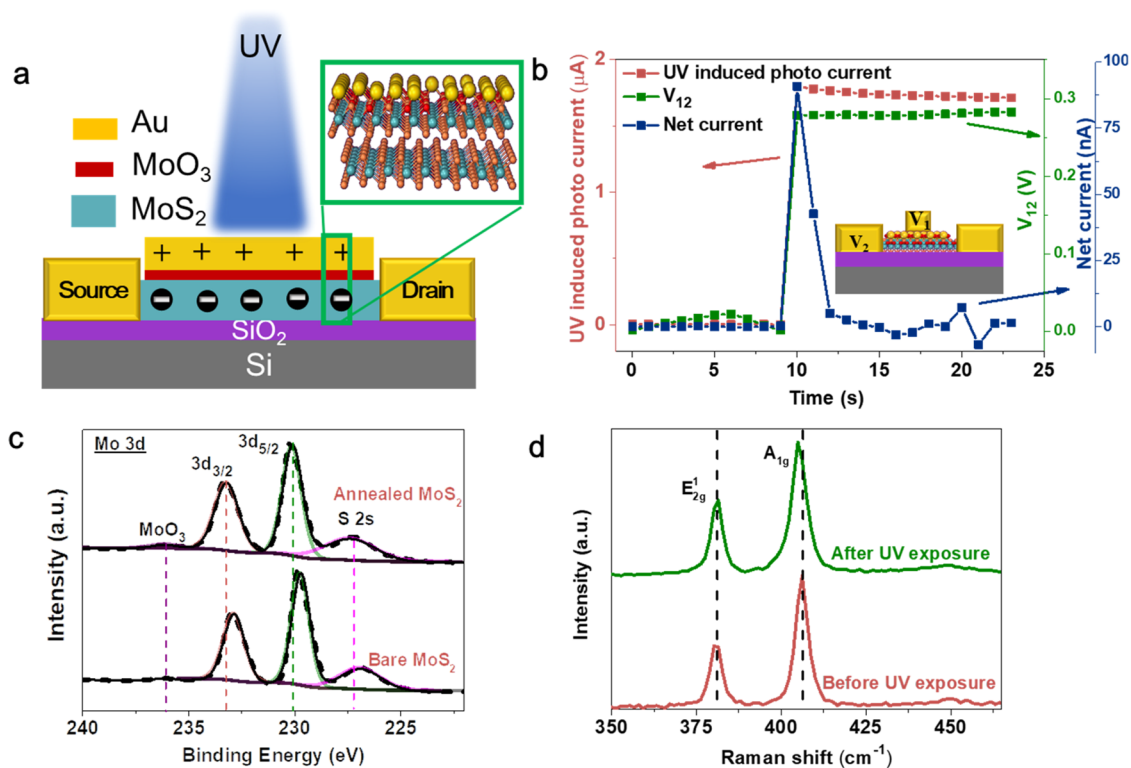 a
UV
Au
MoO3
MoS2
+ + + + +
Source
Drain
SiO2
Si
b
UV induced photo current (μA)
2
1
0
UV induced photo current
V12
Net current
V1
V2
0.3
0.2
0.1
0.0
V12 (V)
100
75
50
25
0
Net current (nA)
0 5 10 15 20 25
Time (s)
c
Mo 3d
3d5/2
3d3/2
Annealed MoS2
MoO3
S 2s
Bare MoS2
Intensity (a.u.)
240 235 230 225
Binding Energy (eV)
d
A1g
E12g
After UV exposure
Before UV exposure
Intensity (a.u.)
350 375 400 425 450
Raman shift (cm-1)